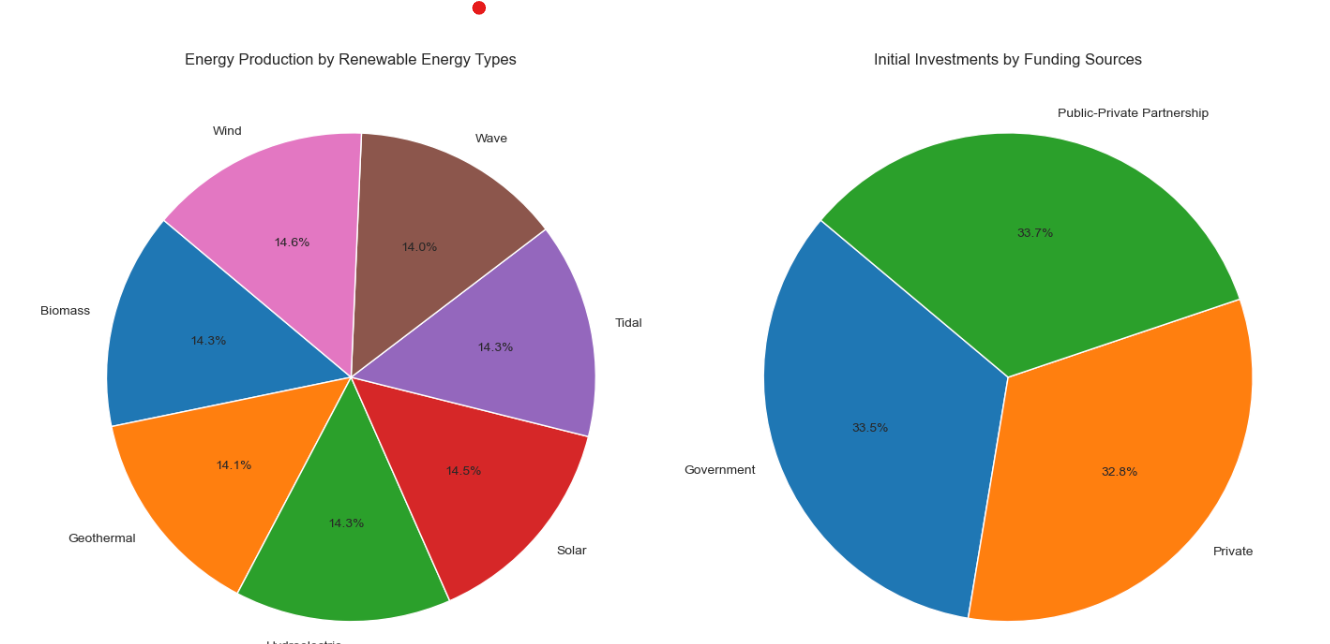 Energy Production by Renewable Energy Types
Wind
Wave
14.6%
14.0%
Biomass
14.3%
Tidal
14.3%
14.1%
14.5%
Geothermal
14.3%
Solar
Initial Investments by Funding Sources
Public-Private Partnership
33.7%
Government
33.5%
32.8%
Private